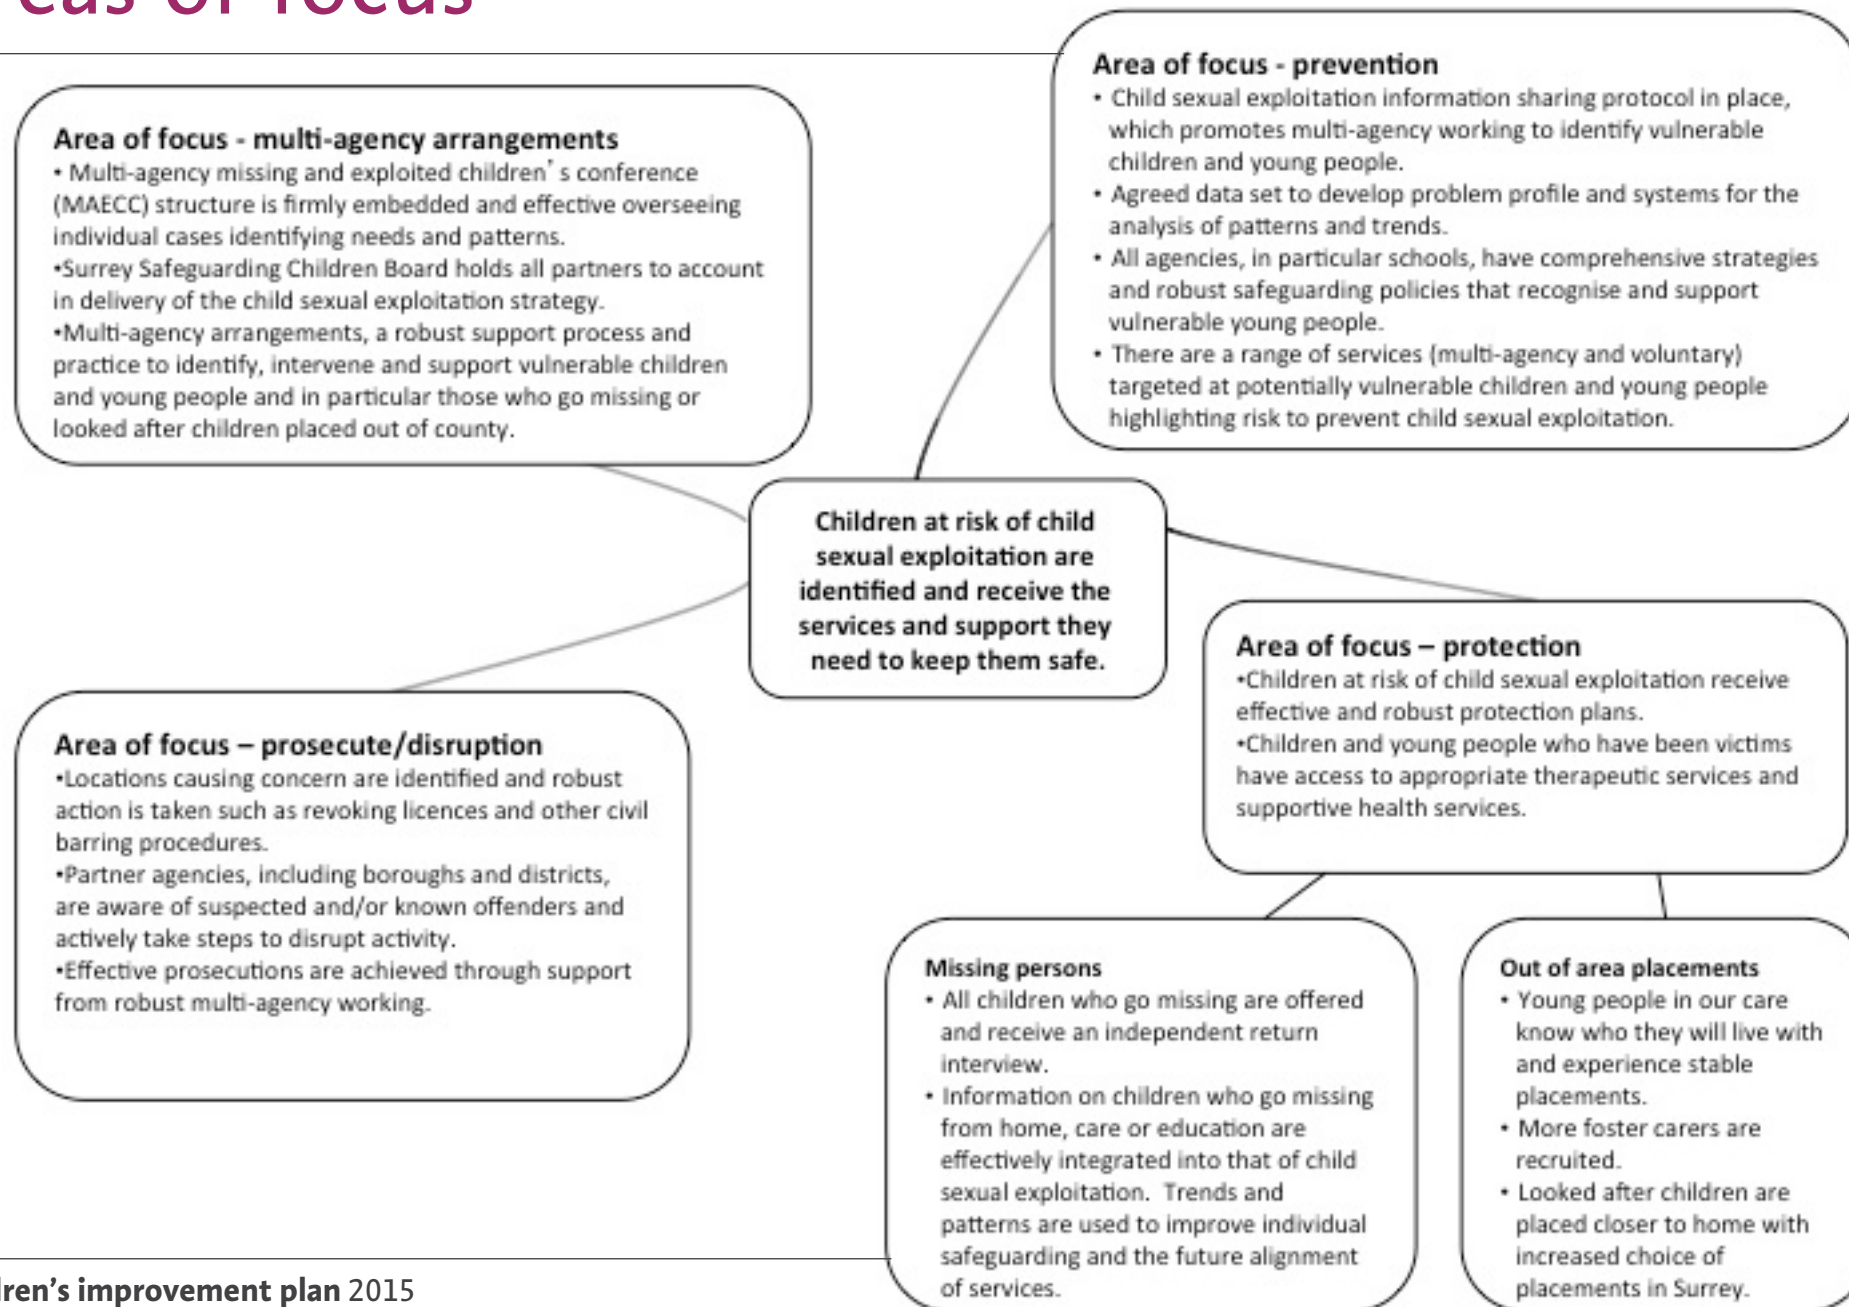 eas of focus
Area of focus - multi-agency arrangements
• Multi-agency missing and exploited children's conference
(MAECC) structure is firmly embedded and effective overseeing
individual cases identifying needs and patterns.
•Surrey Safeguarding Children Board holds all partners to account
in delivery of the child sexual exploitation strategy.
•Multi-agency arrangements, a robust support process and
practice to identify, intervene and support vulnerable children
and young people and in particular those who go missing or
looked after children placed out of county.
Area of focus - prevention
• Child sexual exploitation information sharing protocol in place,
which promotes multi-agency working to identify vulnerable
children and young people.
• Agreed data set to develop problem profile and systems for the
analysis of patterns and trends.
• All agencies, in particular schools, have comprehensive strategies
and robust safeguarding policies that recognise and support
vulnerable young people.
• There are a range of services (multi-agency and voluntary)
targeted at potentially vulnerable children and young people
highlighting risk to prevent child sexual exploitation.
Children at risk of child
sexual exploitation are
identified and receive the
services and support they
need to keep them safe.
Area of focus – protection
•Children at risk of child sexual exploitation receive
effective and robust protection plans.
•Children and young people who have been victims
have access to appropriate therapeutic services and
supportive health services.
Area of focus – prosecute/disruption
•Locations causing concern are identified and robust
action is taken such as revoking licences and other civil
barring procedures.
•Partner agencies, including boroughs and districts,
are aware of suspected and/or known offenders and
actively take steps to disrupt activity.
•Effective prosecutions are achieved through support
from robust multi-agency working.
Missing persons
• All children who go missing are offered
and receive an independent return
interview.
• Information on children who go missing
from home, care or education are
effectively integrated into that of child
sexual exploitation. Trends and
patterns are used to improve individual
safeguarding and the future alignment
of services.
Out of area placements
• Young people in our care
know who they will live with
and experience stable
placements.
• More foster carers are
recruited.
• Looked after children are
placed closer to home with
increased choice of
placements in Surrey.
dren's improvement plan 2015